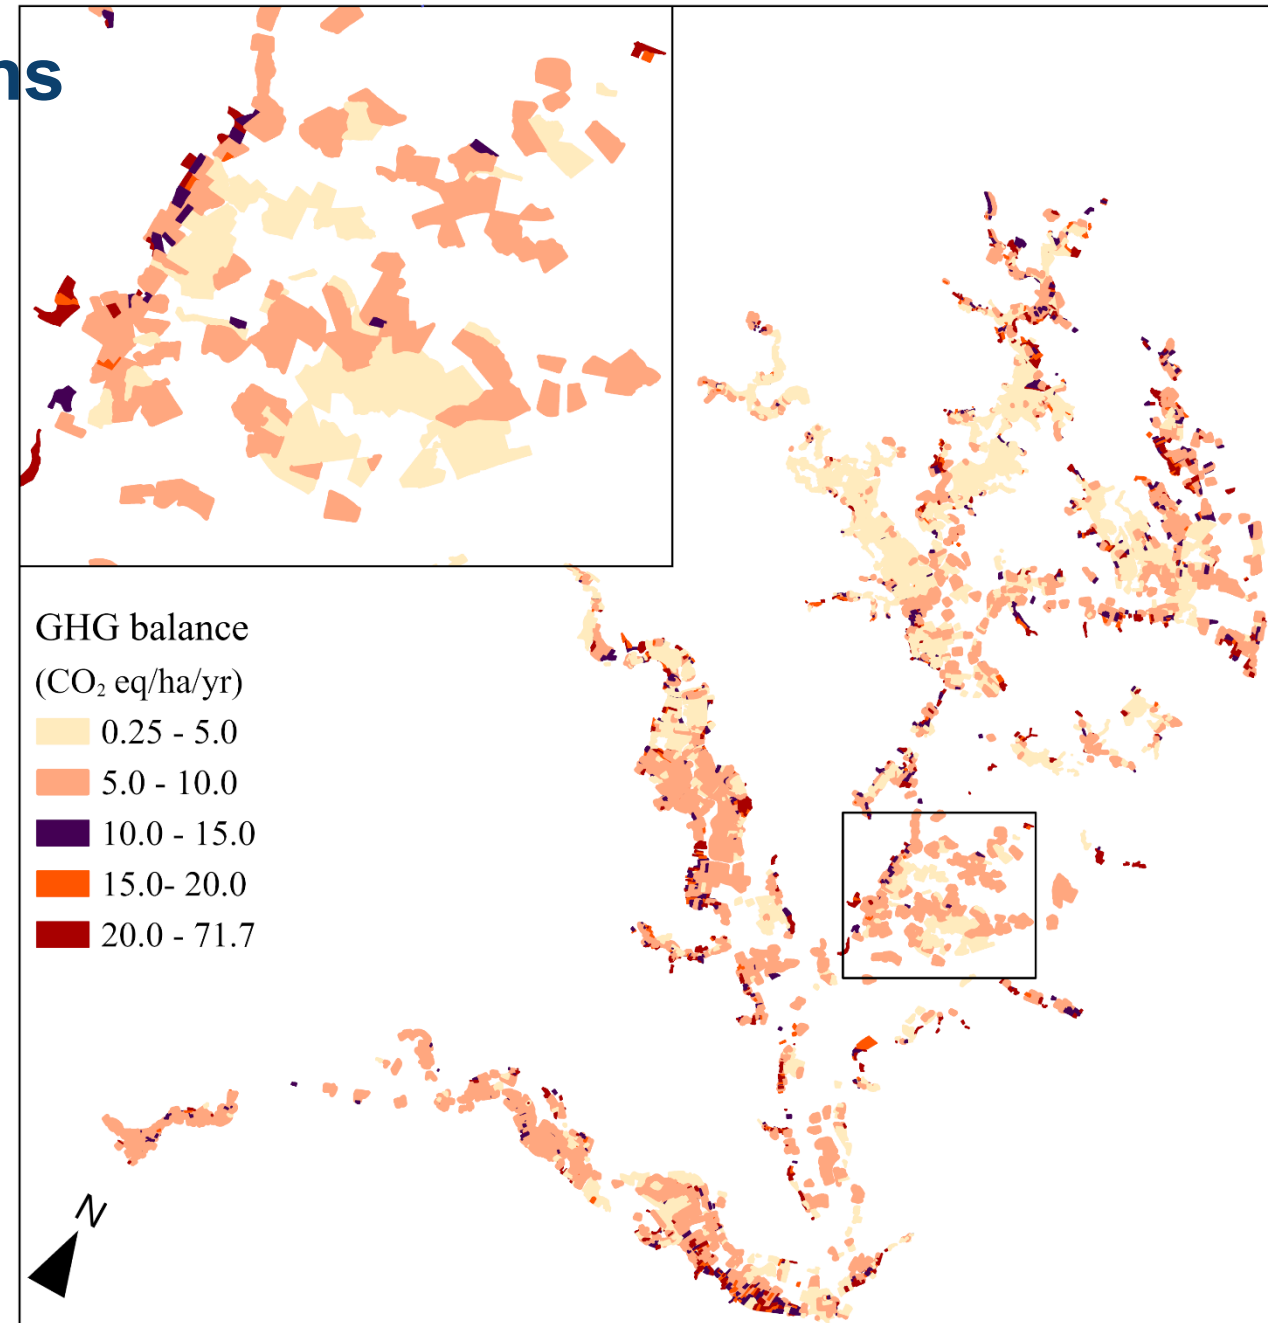 ns
GHG balance
(CO₂ eq/ha/yr)
0.25 - 5.0
5.0 - 10.0
10.0 - 15.0
15.0- 20.0
20.0 - 71.7
N